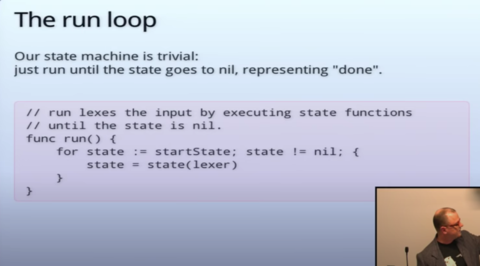 The run loop
Our state machine is trivial:
just run until the state goes to nil, representing "done".
// run lexes the input by executing state functions
// until the state is nil.
func run() {
for state := startState; state != nil; {
state = state(lexer)
}
}